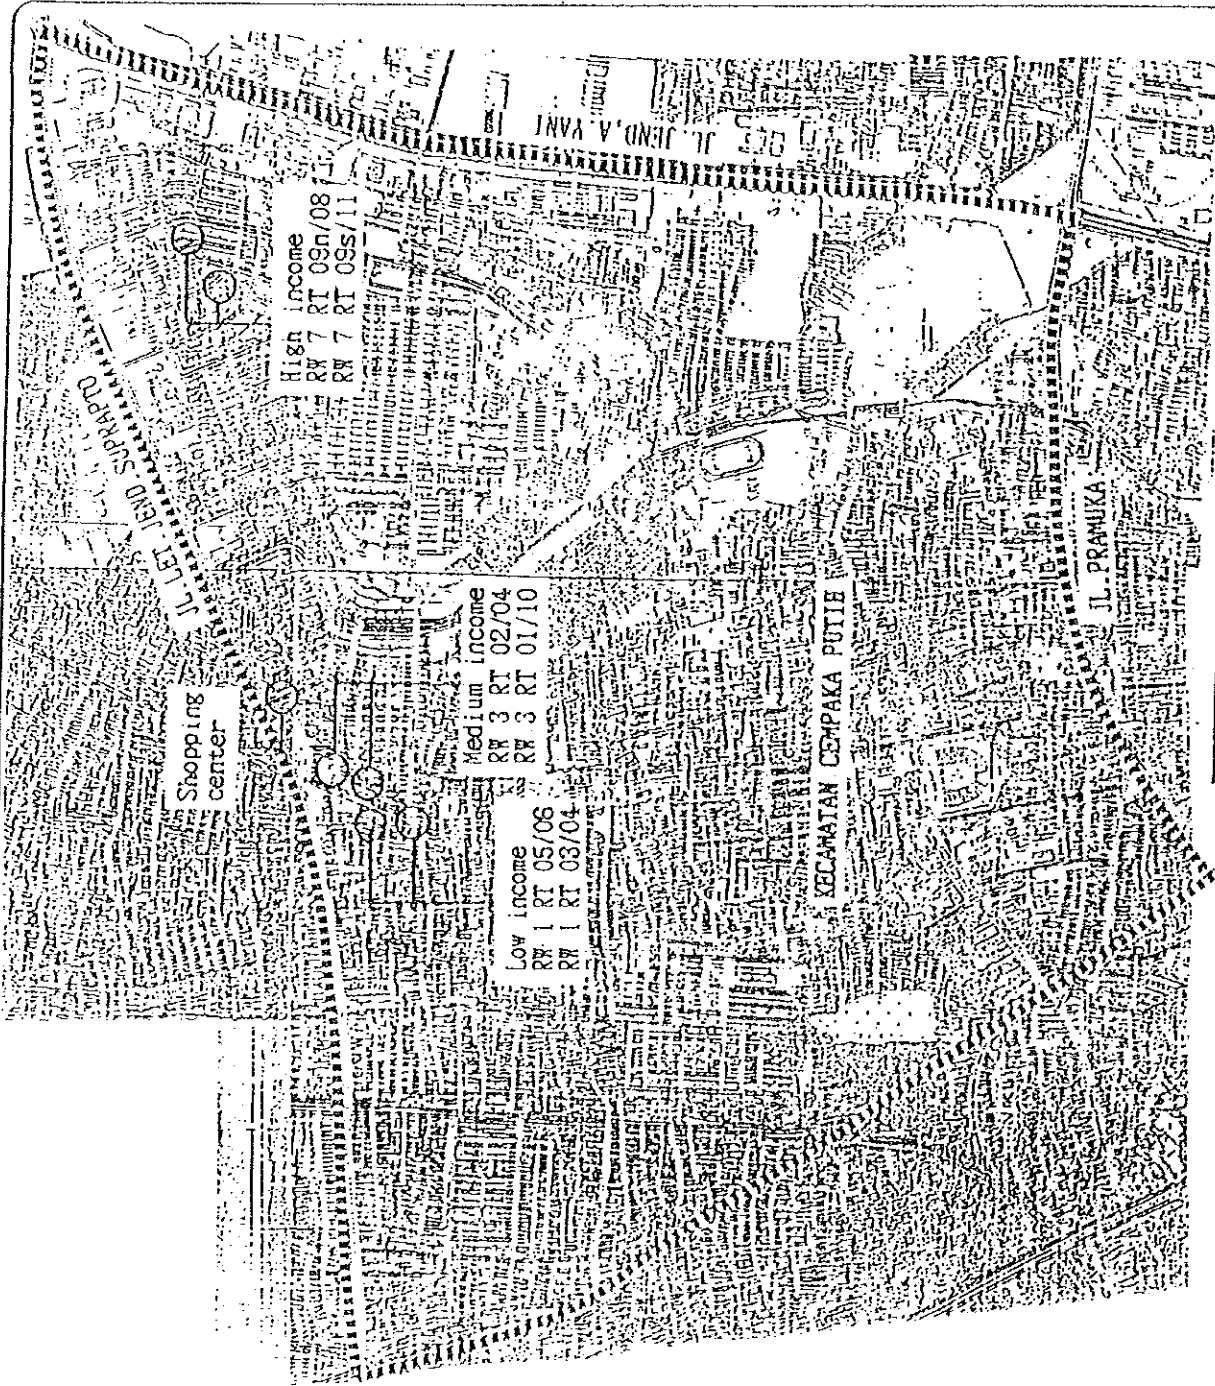 JL. LET. JEND SUPRAPTO
JL. JEND. A. YANI
High income
RW 7 RT 09n/08
RW 7 RT 09s/11
Shopping
center
Medium income
RW 3 RT 02/04
RW 3 RT 01/10
Low income
RW 1 RT 05/06
RW 1 RT 03/04
KECAMATAN CEMPAKA PUTIH
JL. PRAMUKA